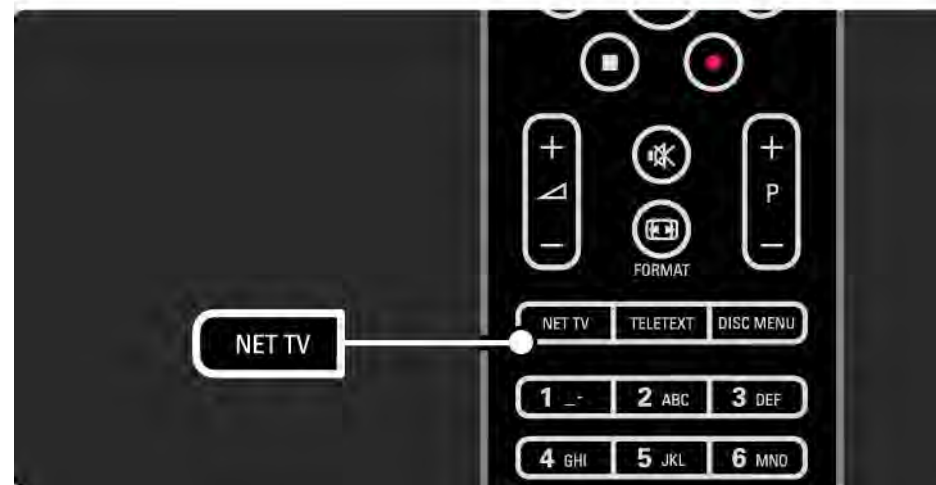 + +
P
− −
FORMAT
NET TV
NET TV TELETEXT DISC MENU
1 _- 2 ABC 3 DEF
4 GHI 5 JKL 6 MNO